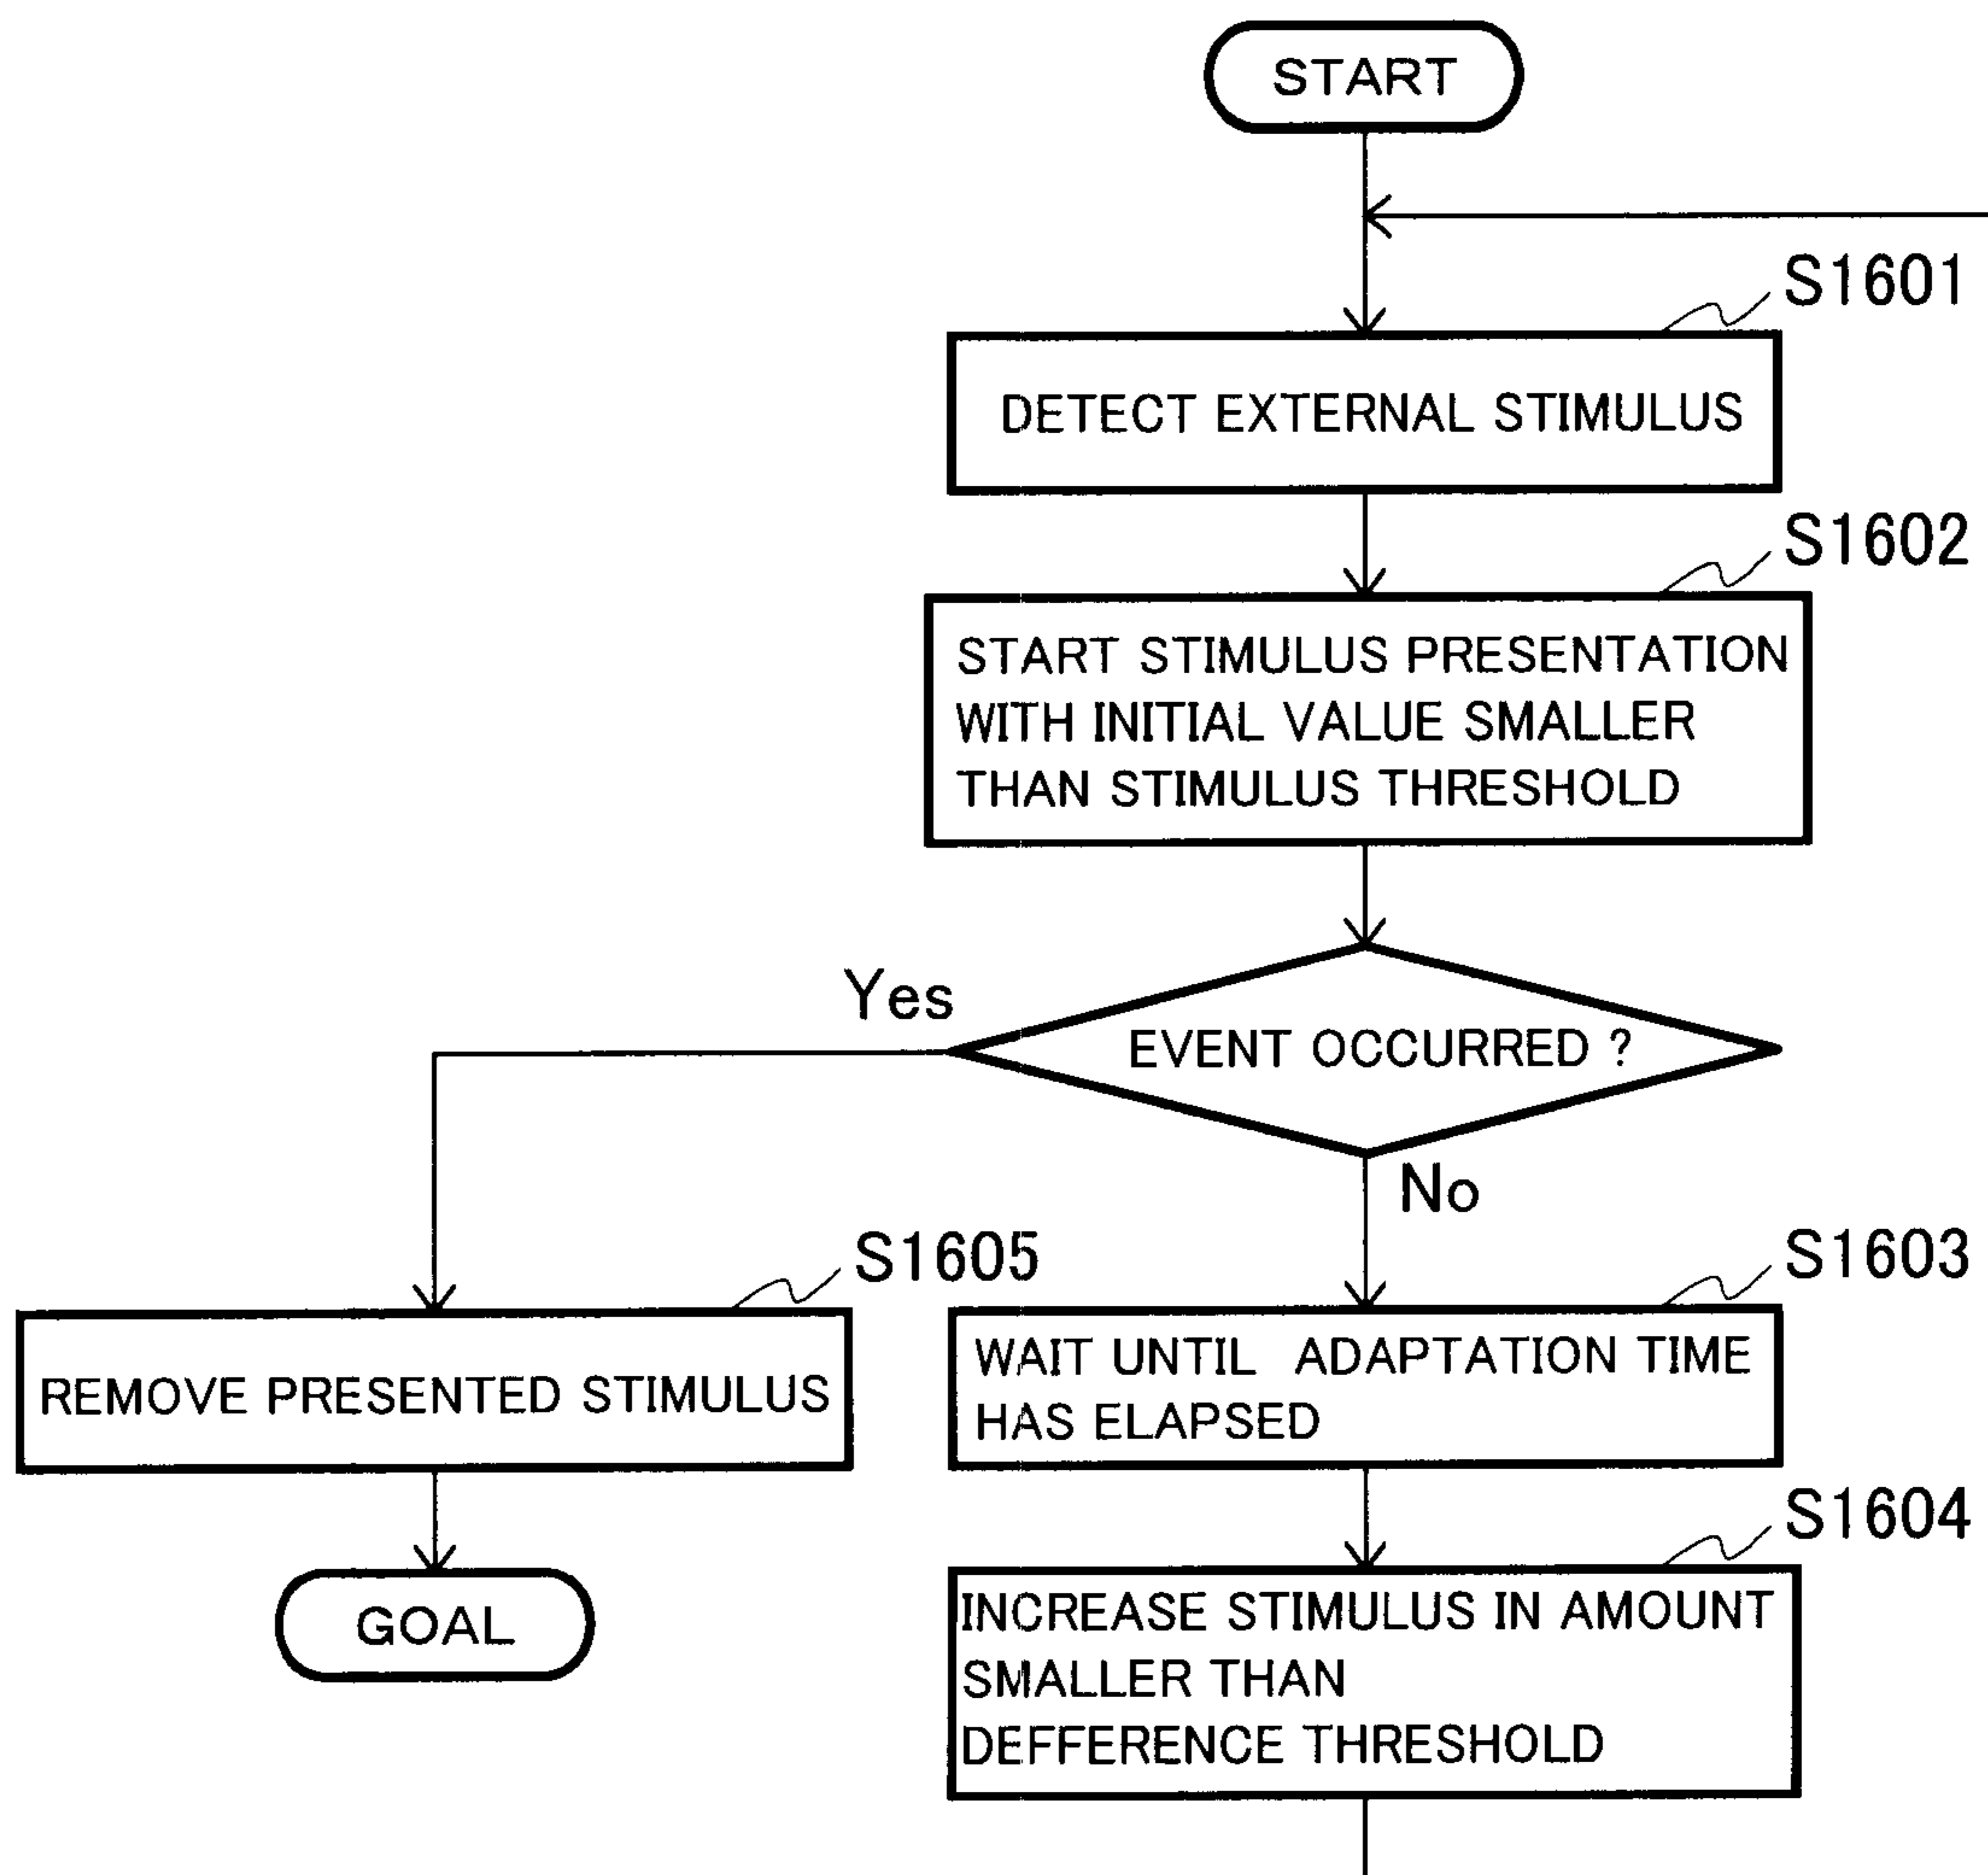 START
S1601
DETECT EXTERNAL STIMULUS
S1602
START STIMULUS PRESENTATION
WITH INITIAL VALUE SMALLER
THAN STIMULUS THRESHOLD
Yes
EVENT OCCURRED ?
No
S1605
REMOVE PRESENTED STIMULUS
GOAL
S1603
WAIT UNTIL ADAPTATION TIME
HAS ELAPSED
S1604
INCREASE STIMULUS IN AMOUNT
SMALLER THAN
DEFFERENCE THRESHOLD